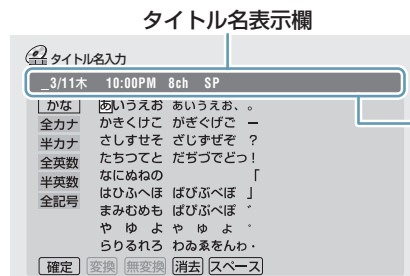 タイトル名表示欄
タイトル名入力
_3/11木 10:00PM 8ch SP
かな あいうえお ぁぃぅぇぉ、。
全カナ かきくけこ がぎぐげご ー
半カナ さしすせそ ざじずぜぞ ？
全英数 たちつてと だぢづでどっ！
半英数 なにぬねの 「
全記号 はひふへほ ばびぶべぼ 」
まみむめも ぱぴぷぺぽ ゛
や ゆ よ ゃ ゅ ょ ゜
らりるれろ わゐゑをんゎ・
確定 変換 無変換 消去 スペース